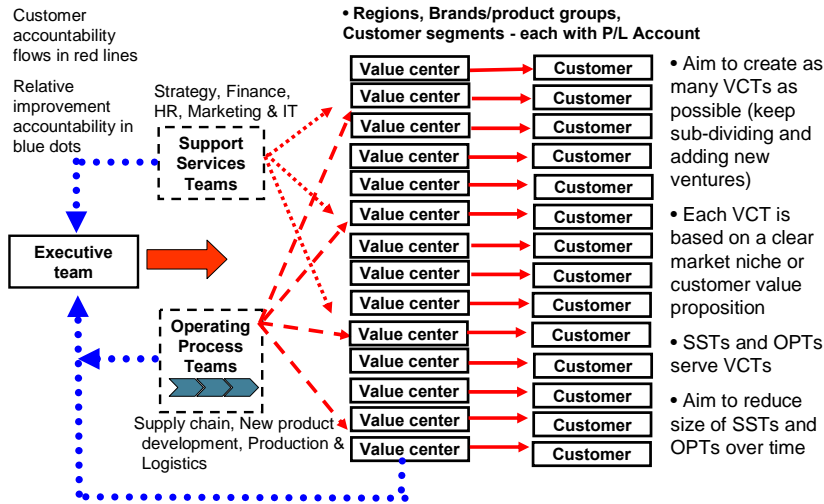 Customer
accountability
flows in red lines
Relative
improvement
accountability in
blue dots
Strategy, Finance,
HR, Marketing & IT
Support
Services
Teams
Executive
team
Operating
Process
Teams
Supply chain, New product
development, Production &
Logistics
• Regions, Brands/product groups,
Customer segments - each with P/L Account
Value center Customer
Value center Customer
Value center Customer
Value center Customer
Value center Customer
Value center Customer
Value center Customer
Value center Customer
Value center Customer
Value center Customer
Value center Customer
Value center Customer
Value center Customer
Value center Customer
• Aim to create as
many VCTs as
possible (keep
sub-dividing and
adding new
ventures)
• Each VCT is
based on a clear
market niche or
customer value
proposition
• SSTs and OPTs
serve VCTs
• Aim to reduce
size of SSTs and
OPTs over time